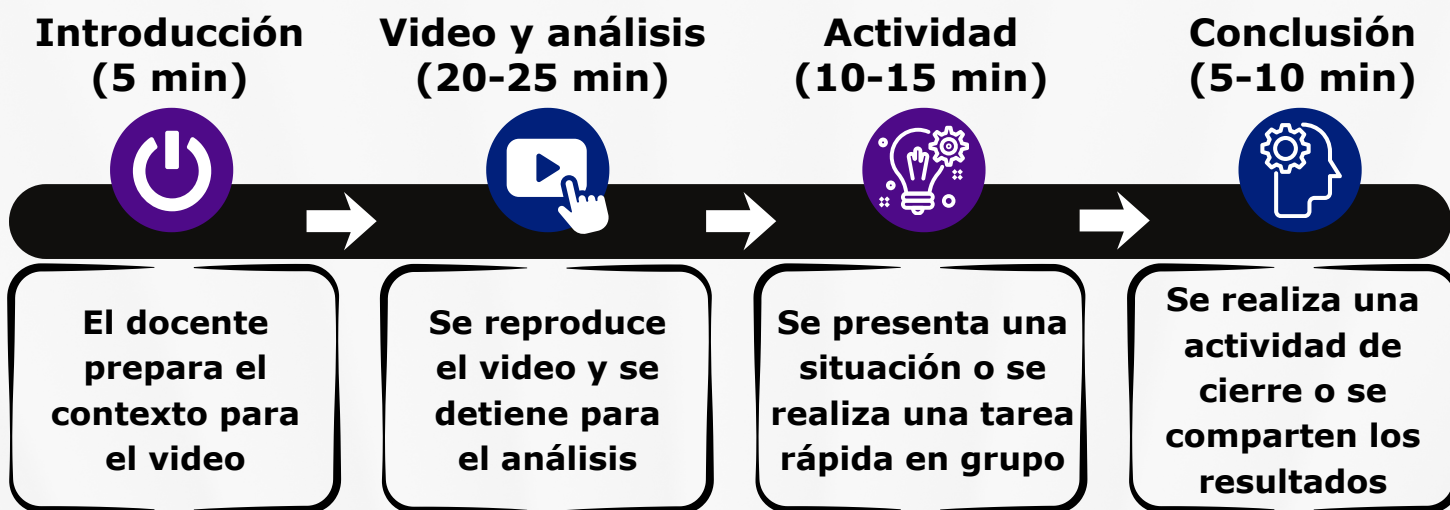 Introducción
(5 min)
Video y análisis
(20-25 min)
Actividad
(10-15 min)
Conclusión
(5-10 min)
El docente
prepara el
contexto para
el video
Se reproduce
el video y se
detiene para
el análisis
Se presenta una
situación o se
realiza una tarea
rápida en grupo
Se realiza una
actividad de
cierre o se
comparten los
resultados